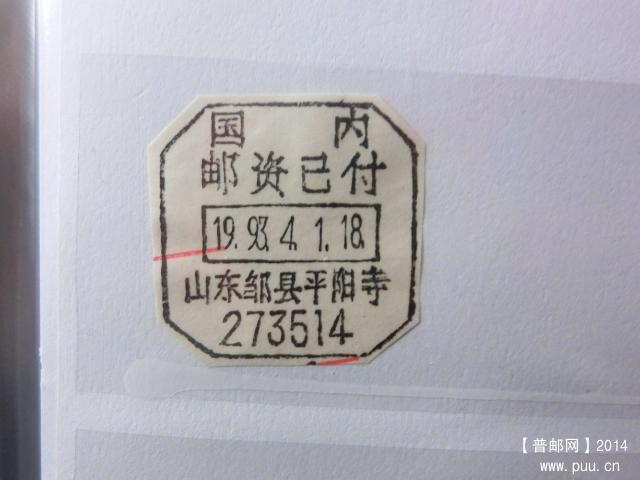 国 内
邮资已付
19.93.4.1.18.
山东邹县平阳寺
273514
【普邮网】2014
www.puu.cn